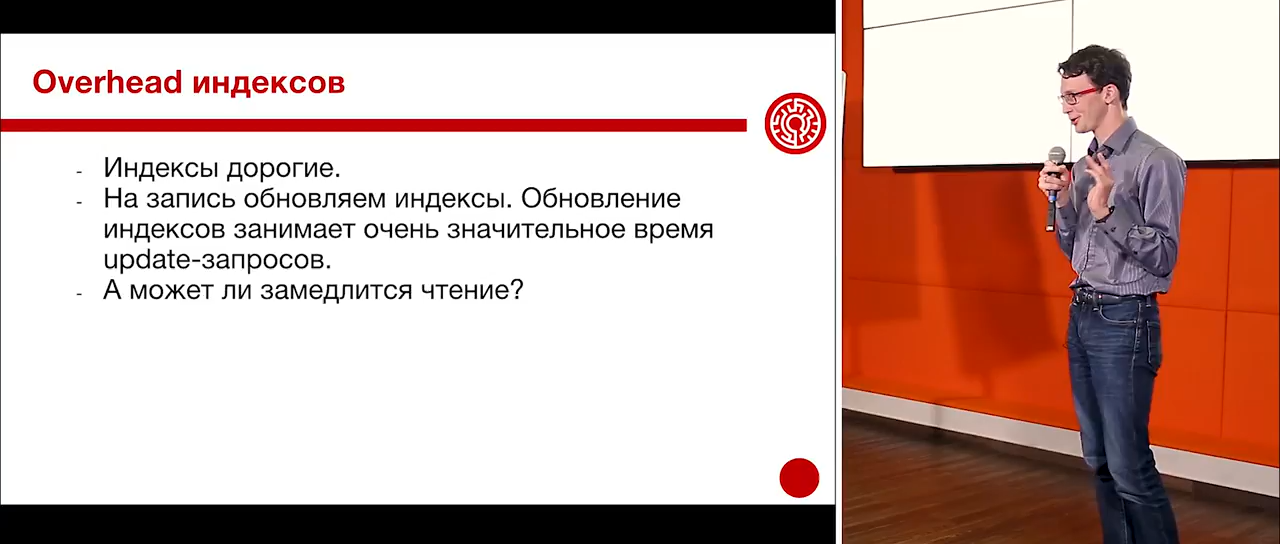 Overhead индексов
- Индексы дорогие.
- На запись обновляем индексы. Обновление
индексов занимает очень значительное время
update-запросов.
- А может ли замедлится чтение?